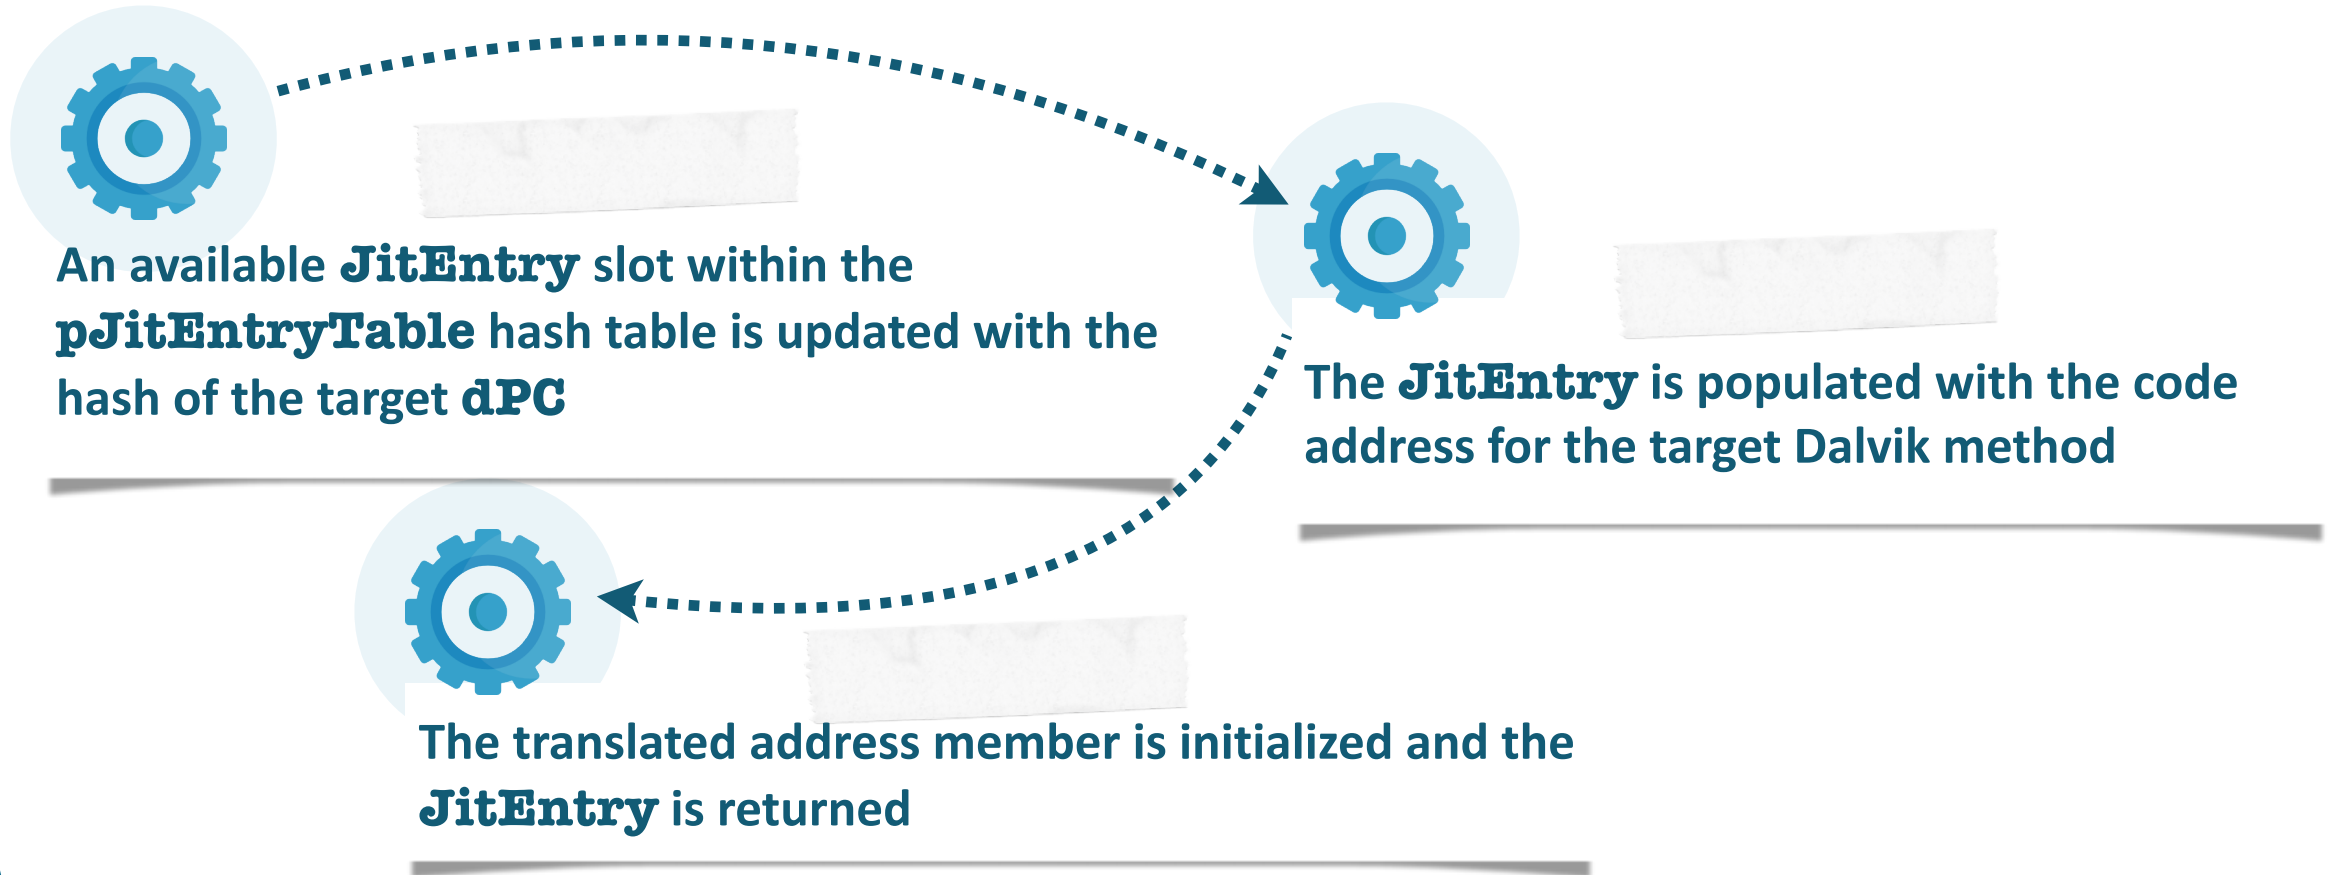 An available JitEntry slot within the
pJitEntryTable hash table is updated with the
hash of the target dPC
The JitEntry is populated with the code
address for the target Dalvik method
The translated address member is initialized and the
JitEntry is returned